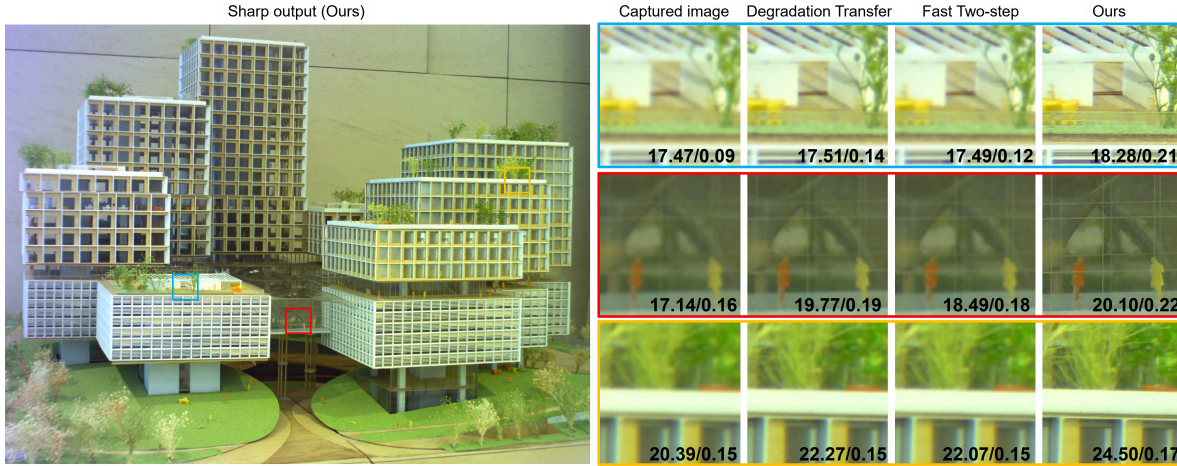 Sharp output (Ours)
Captured image Degradation Transfer Fast Two-step Ours
17.47/0.09 17.51/0.14 17.49/0.12 18.28/0.21
17.14/0.16 19.77/0.19 18.49/0.18 20.10/0.22
20.39/0.15 22.27/0.15 22.07/0.15 24.50/0.17